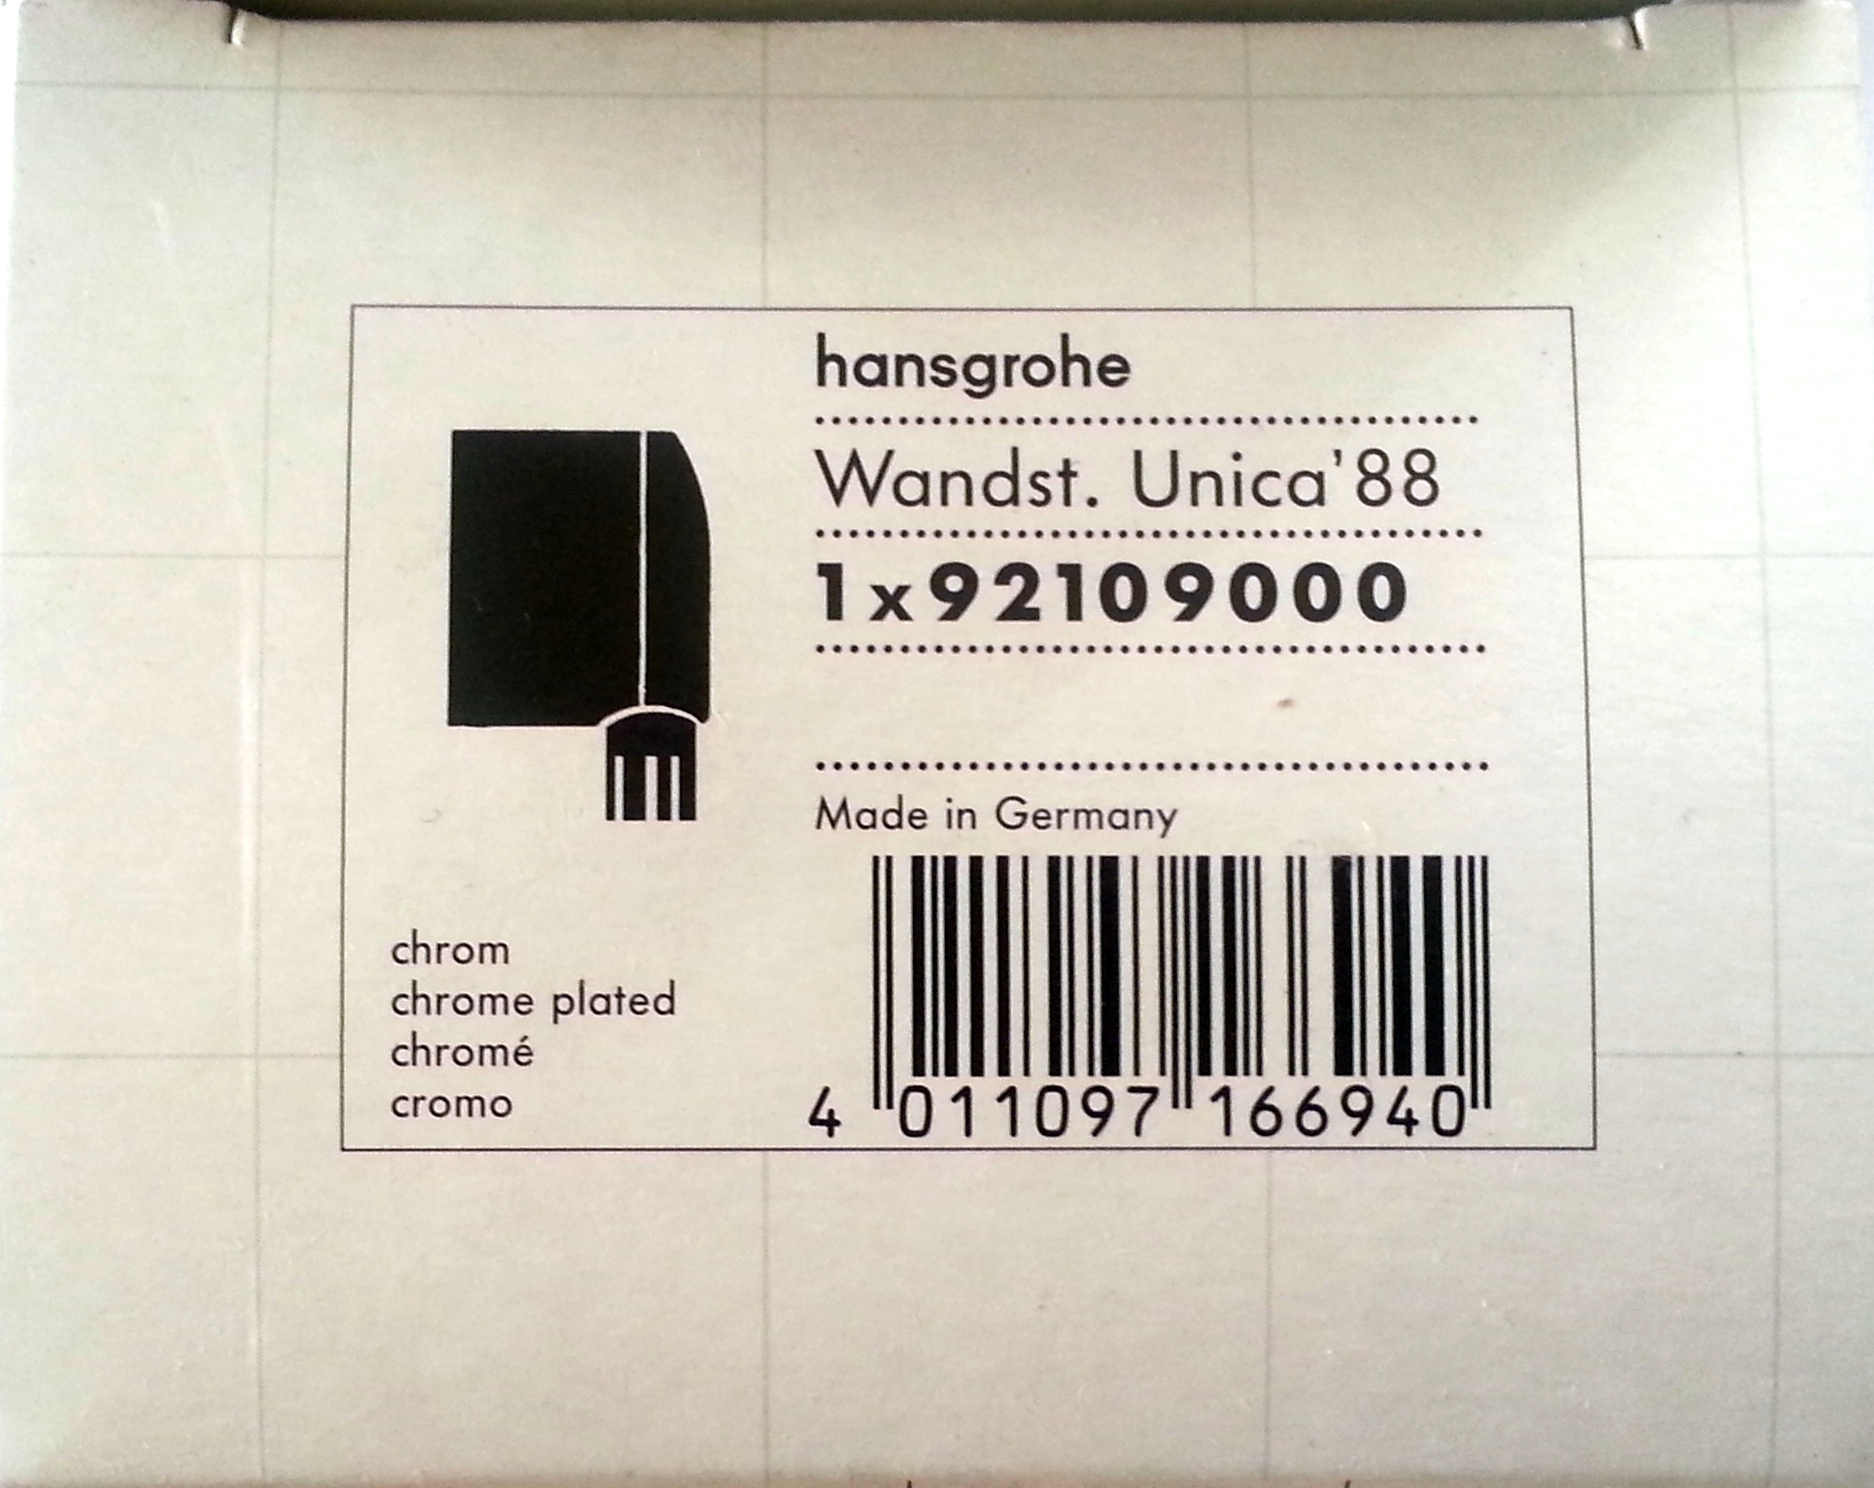 hansgrohe
Wandst. Unica'88
1x92109000
Made in Germany
chrom
chrome plated
chromé
cromo
4 011097 166940